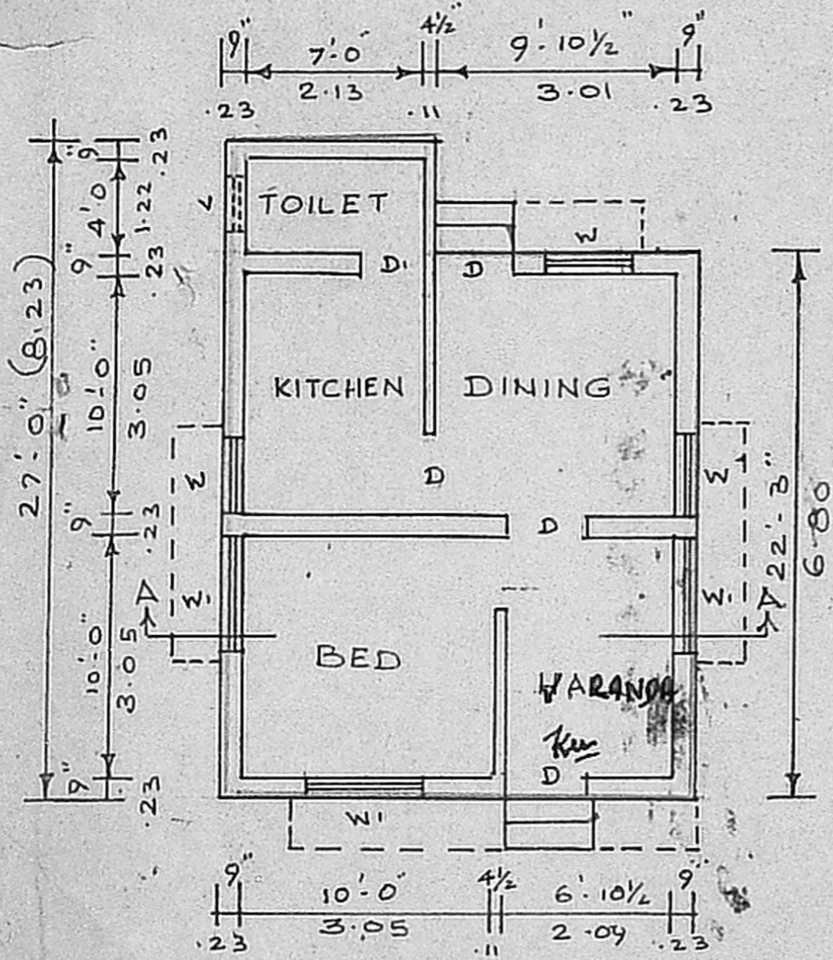 9" 7'-0" 4½" 9'-10½" 9"
.23 2.13 .11 3.01 .23
9" .23
V TOILET
4'0 1.22
W
9" .23
D1 D
27'-0" (8.23)
10'-0" 3.05
KITCHEN DINING
W D W
22'-3" 6.80
9" .23
D
W1 A W1 A
10'-0" 3.05
BED
VARANDA
D
9" .23
W1
9" 10'-0" 4½ 6'-10½ 9"
.23 3.05 .11 2.09 .23